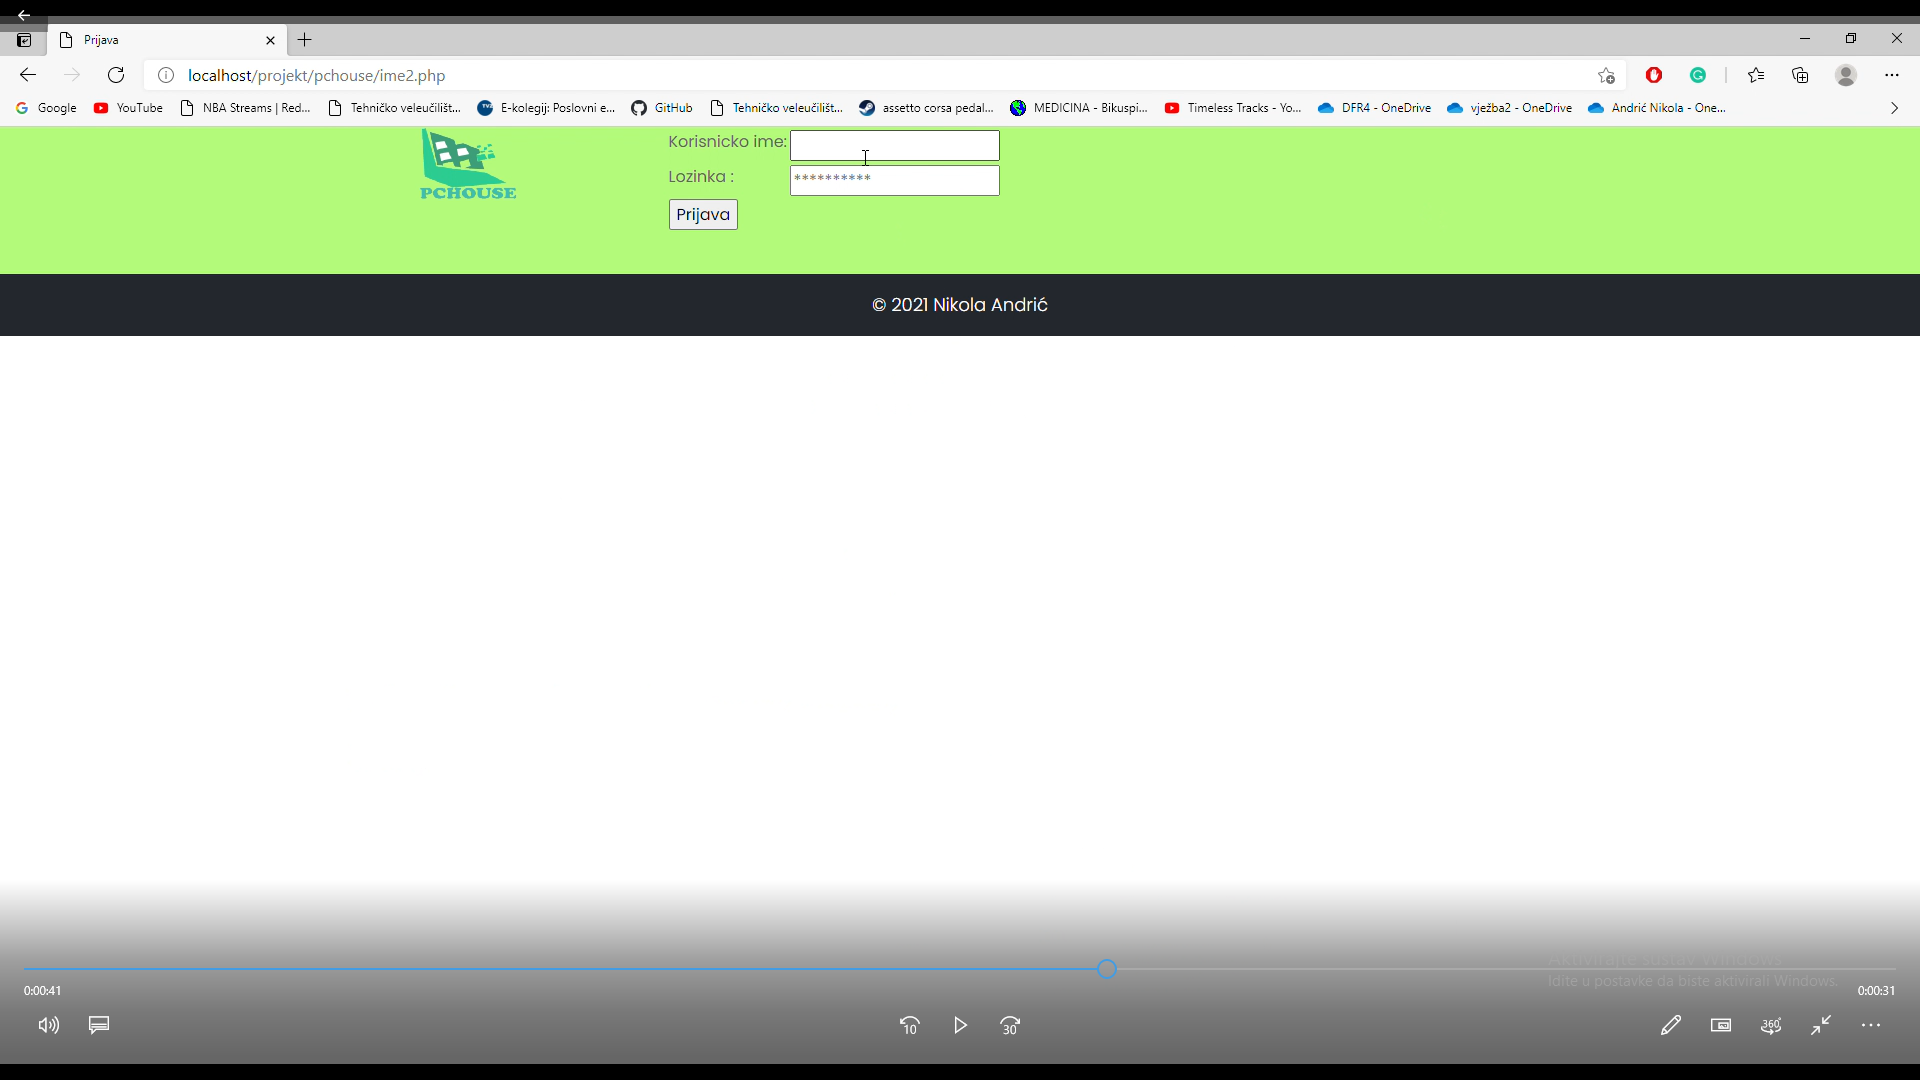 Prijava
localhost/projekt/pchouse/ime2.php
Google YouTube NBA Streams | Red... Tehničko veleučilišt... E-kolegij: Poslovni e... GitHub Tehničko veleučilišt... assetto corsa pedal... MEDICINA - Bikuspi... Timeless Tracks - Yo... DFR4 - OneDrive vježba2 - OneDrive Andrić Nikola - One...
PCHOUSE
Korisnicko ime:
Lozinka : **********
Prijava
© 2021 Nikola Andrić
Aktivirajte sustav Windows
Idite u postavke da biste aktivirali Windows.
0:00:41 0:00:31
10 30 360°